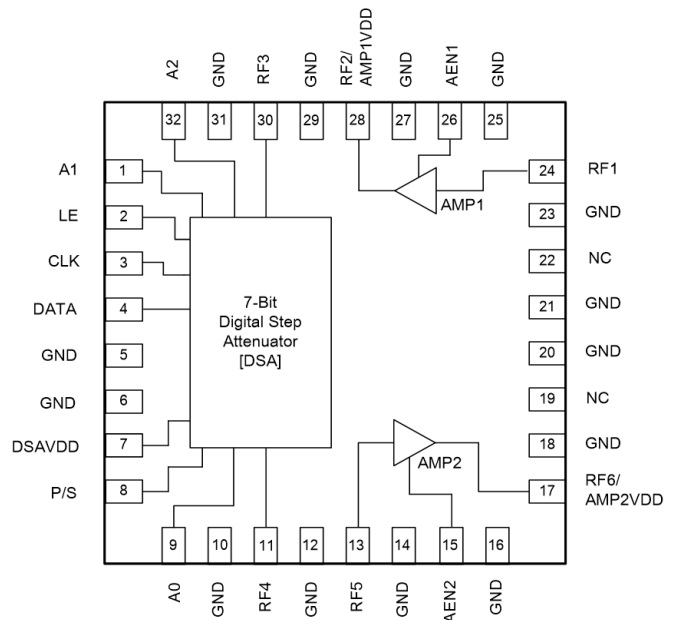 A2
GND
RF3
GND
RF2/
AMP1VDD
GND
AEN1
GND
32
31
30
29
28
27
26
25
A1
1
LE
2
CLK
3
DATA
4
GND
5
GND
6
DSAVDD
7
P/S
8
7-Bit
Digital Step
Attenuator
[DSA]
AMP1
AMP2
24
RF1
23
GND
22
NC
21
GND
20
GND
19
NC
18
GND
17
RF6/
AMP2VDD
9
10
11
12
13
14
15
16
A0
GND
RF4
GND
RF5
GND
AEN2
GND